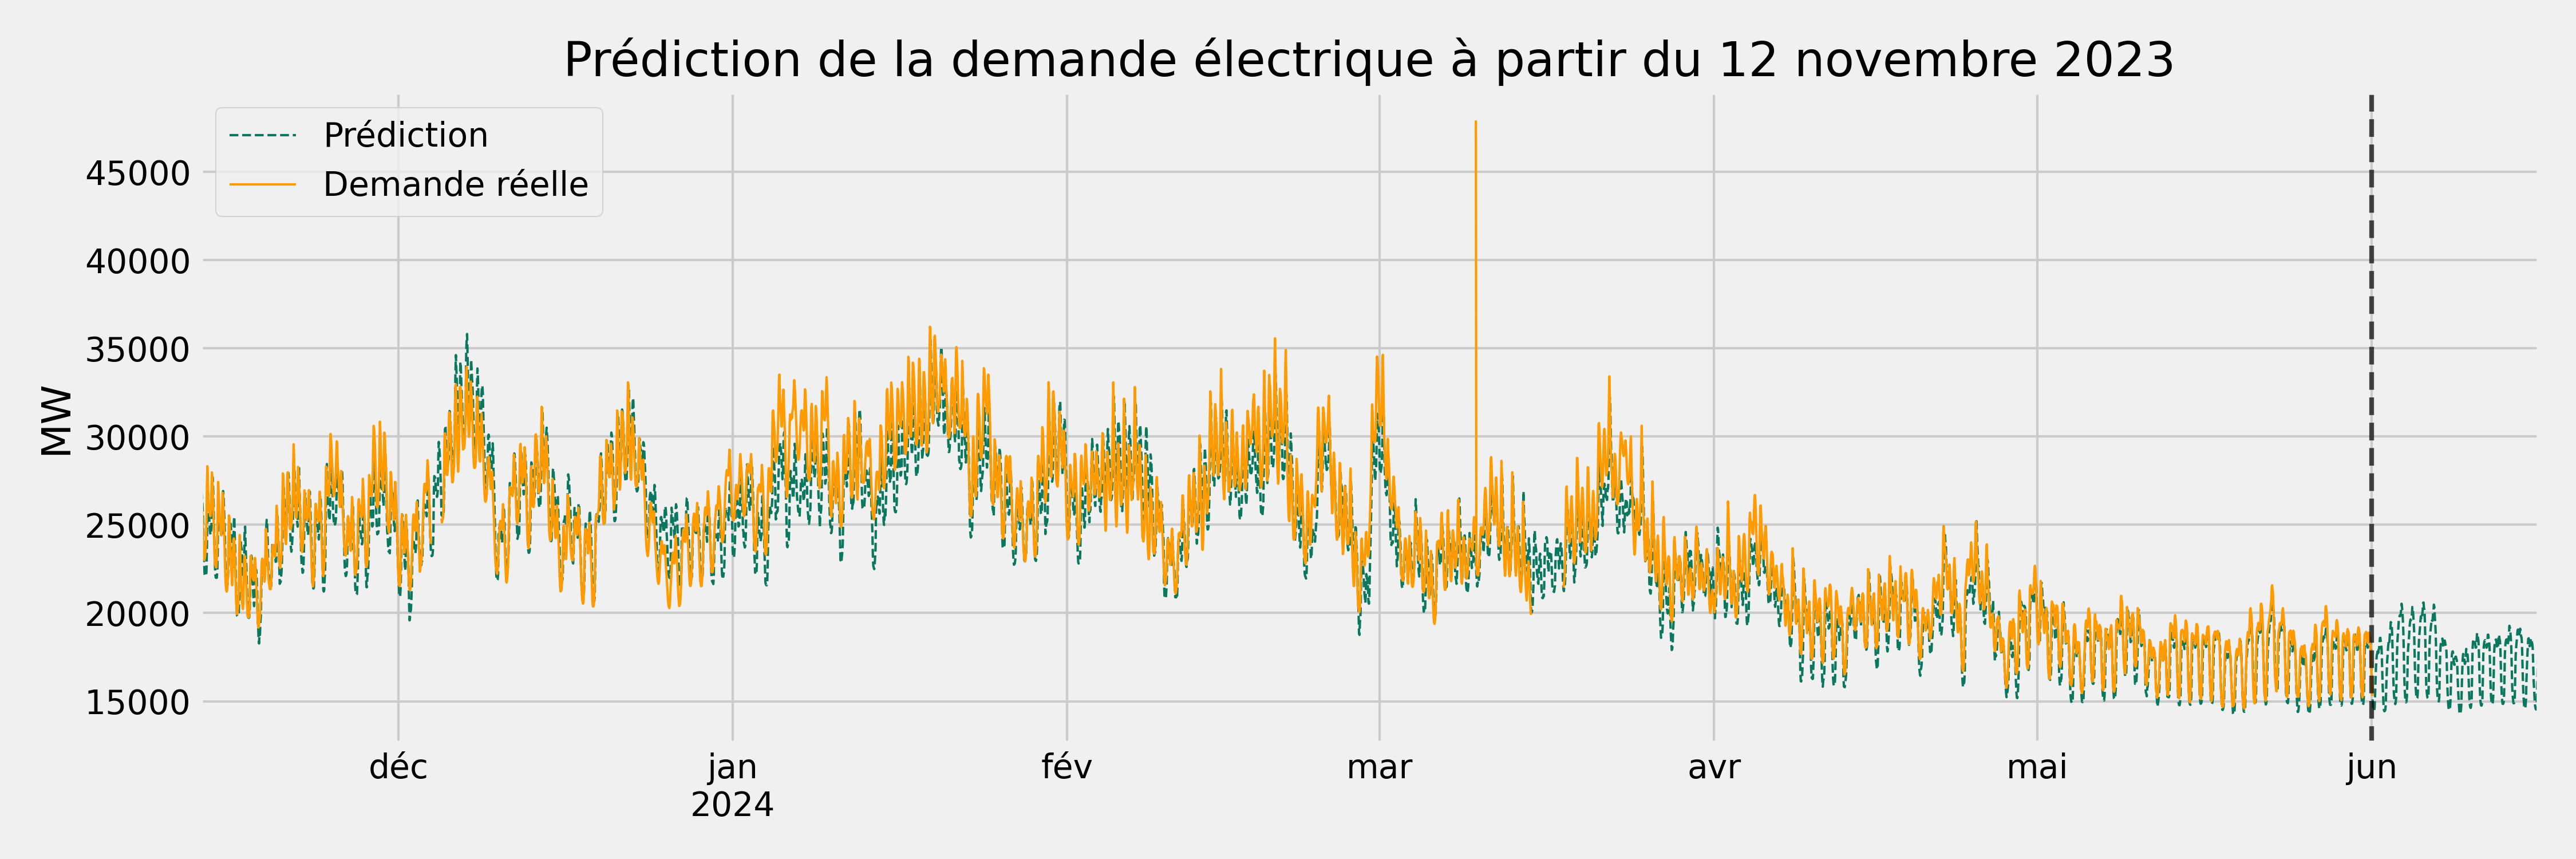 Prédiction de la demande électrique à partir du 12 novembre 2023
Prédiction
Demande réelle
45000
40000
35000
30000
25000
20000
15000
MW
déc
jan
2024
fév
mar
avr
mai
jun